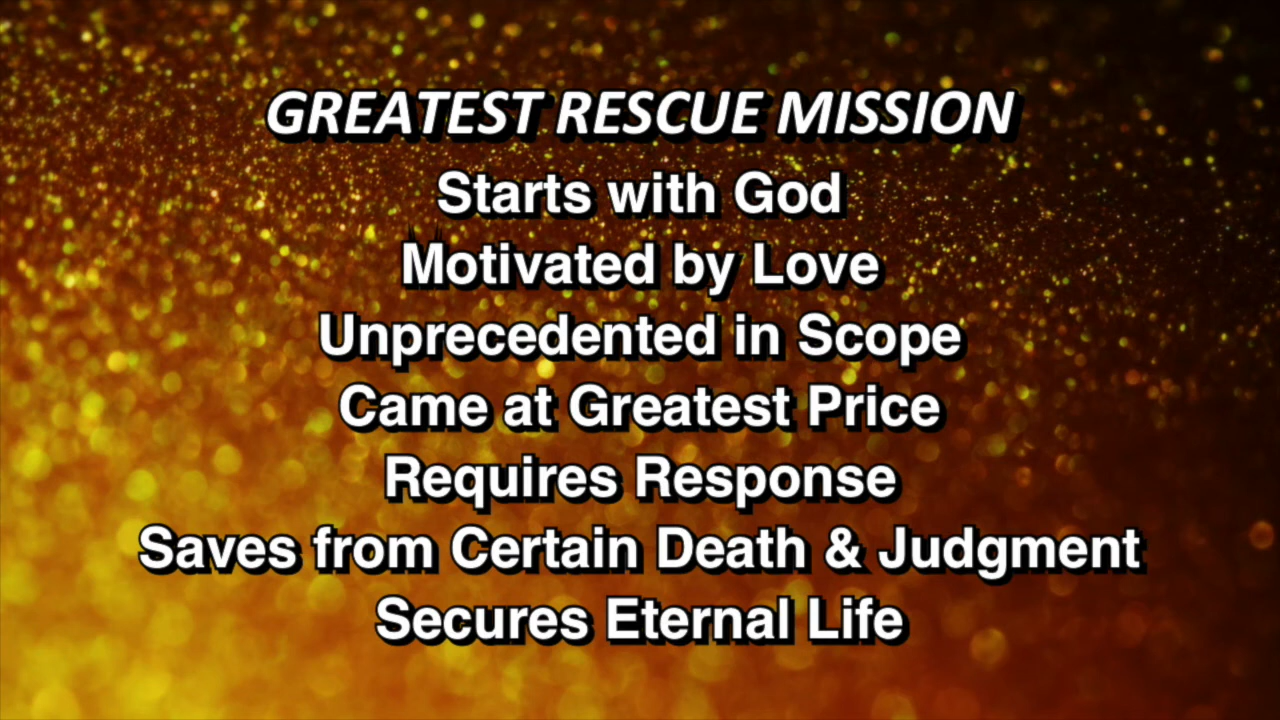 GREATEST RESCUE MISSION
Starts with God
Motivated by Love
Unprecedented in Scope
Came at Greatest Price
Requires Response
Saves from Certain Death & Judgment
Secures Eternal Life